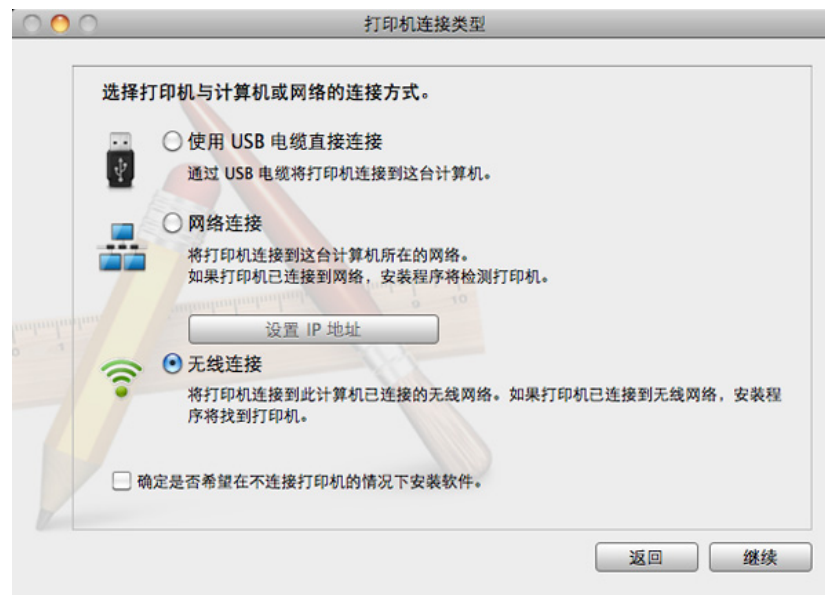 打印机连接类型
选择打印机与计算机或网络的连接方式。
使用 USB 电缆直接连接
通过 USB 电缆将打印机连接到这台计算机。
网络连接
将打印机连接到这台计算机所在的网络。
如果打印机已连接到网络，安装程序将检测打印机。
9 10
设置 IP 地址
0 1
无线连接
将打印机连接到此计算机已连接的无线网络。如果打印机已连接到无线网络，安装程
序将找到打印机。
确定是否希望在不连接打印机的情况下安装软件。
返回 继续